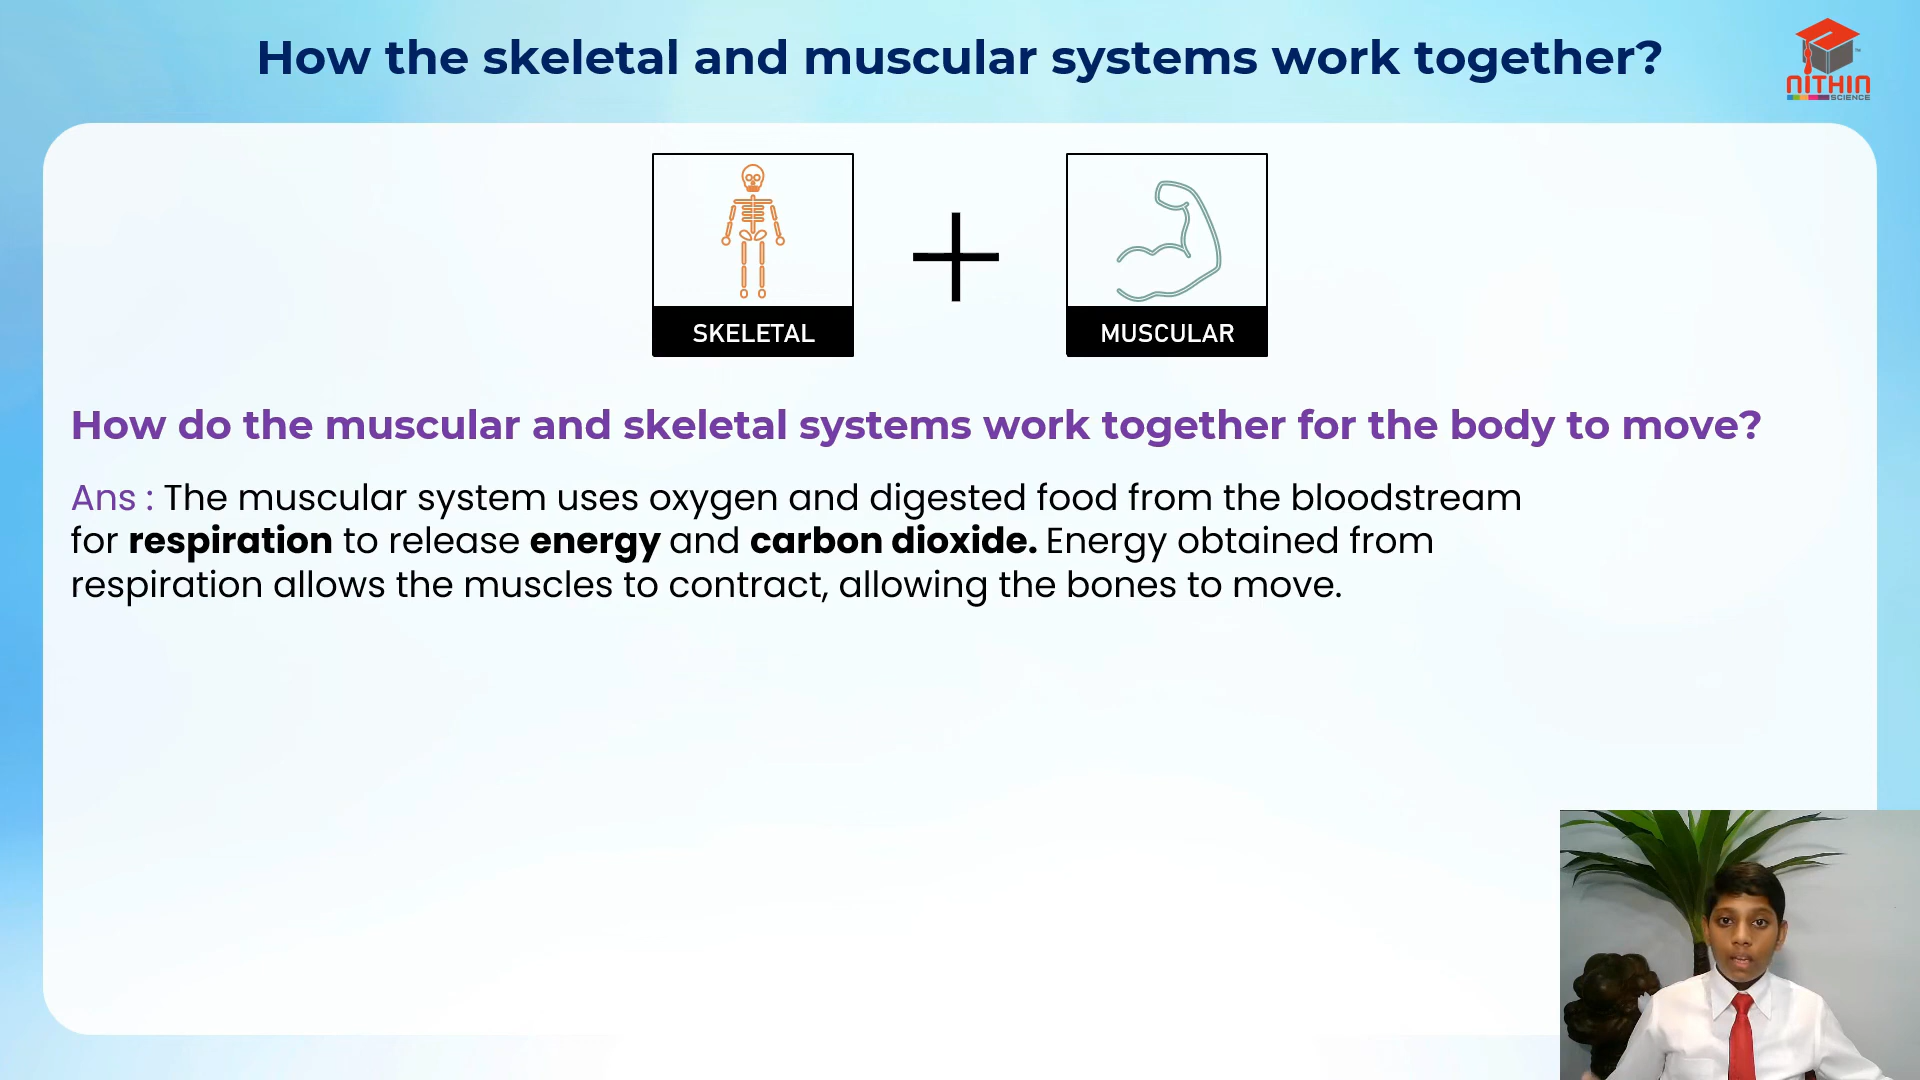 How the skeletal and muscular systems work together?
NITHIN
SCIENCE
SKELETAL
MUSCULAR
How do the muscular and skeletal systems work together for the body to move?
Ans : The muscular system uses oxygen and digested food from the bloodstream
for respiration to release energy and carbon dioxide. Energy obtained from
respiration allows the muscles to contract, allowing the bones to move.